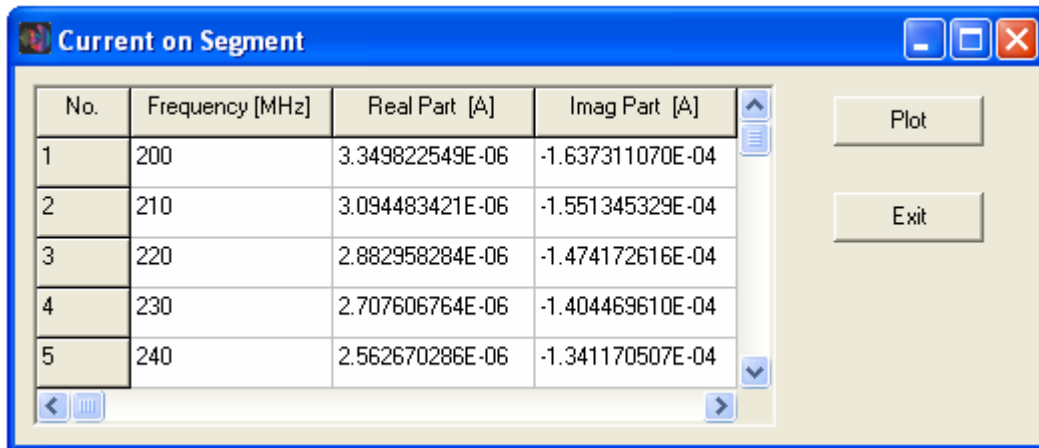 Current on Segment
No. Frequency [MHz] Real Part [A] Imag Part [A]
Plot
1 200 3.349822549E-06 -1.637311070E-04
2 210 3.094483421E-06 -1.551345329E-04
Exit
3 220 2.882958284E-06 -1.474172616E-04
4 230 2.707606764E-06 -1.404469610E-04
5 240 2.562670286E-06 -1.341170507E-04